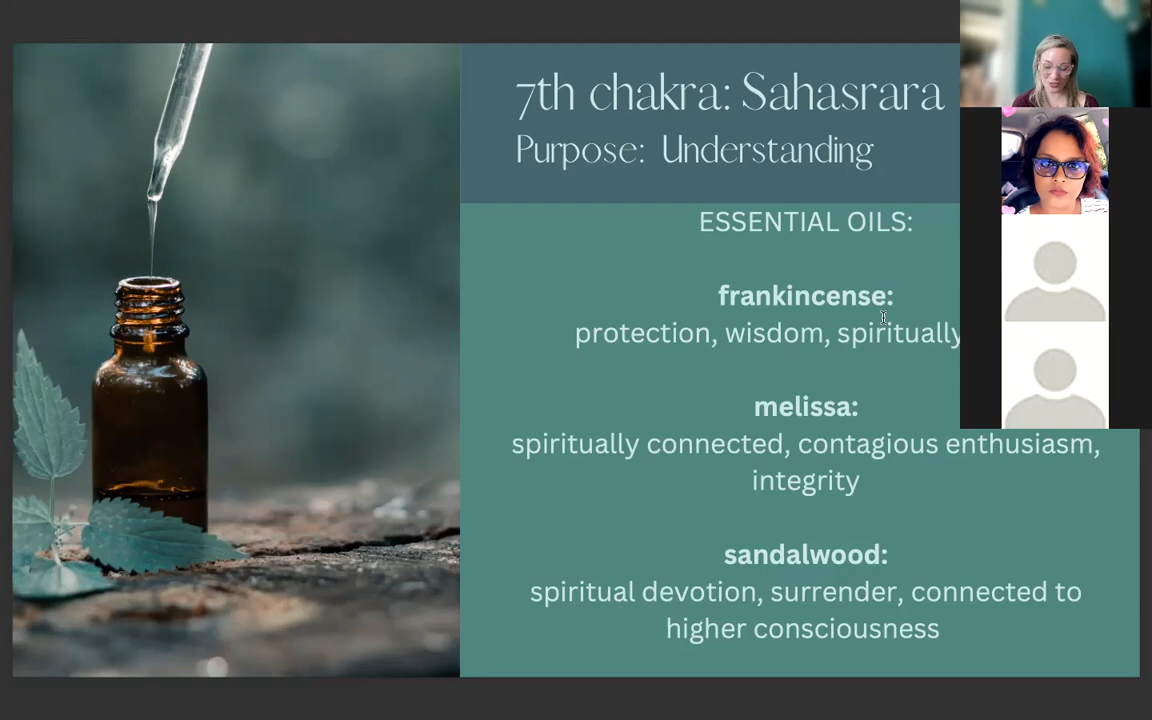 7th chakra: Sahasrara
Purpose: Understanding
ESSENTIAL OILS:
frankincense:
protection, wisdom, spiritually
melissa:
spiritually connected, contagious enthusiasm,
integrity
sandalwood:
spiritual devotion, surrender, connected to
higher consciousness